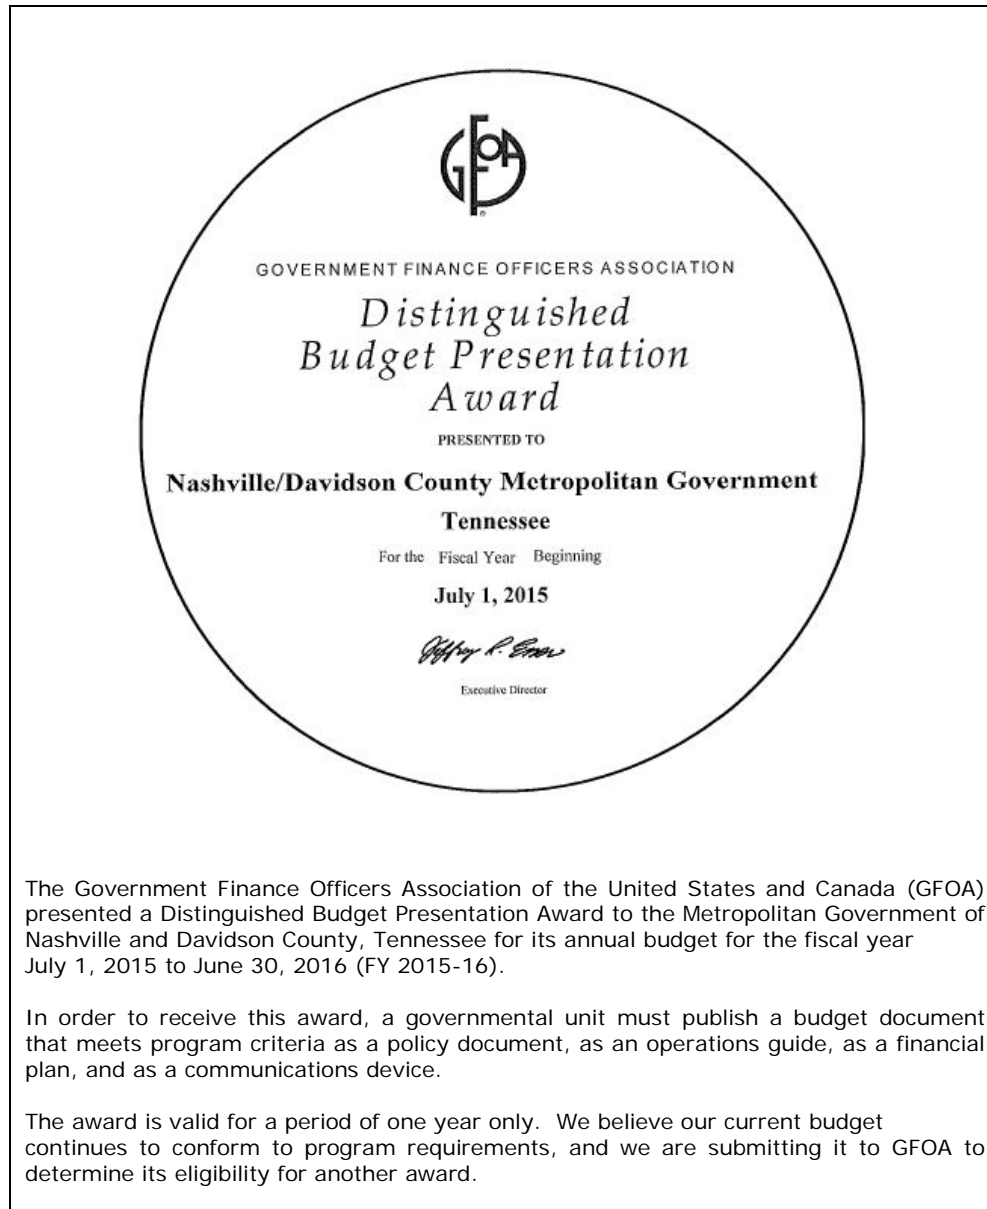 GFOA
GOVERNMENT FINANCE OFFICERS ASSOCIATION
Distinguished
Budget Presentation
Award
PRESENTED TO
Nashville/Davidson County Metropolitan Government
Tennessee
For the Fiscal Year Beginning
July 1, 2015
Executive Director
The Government Finance Officers Association of the United States and Canada (GFOA)
presented a Distinguished Budget Presentation Award to the Metropolitan Government of
Nashville and Davidson County, Tennessee for its annual budget for the fiscal year
July 1, 2015 to June 30, 2016 (FY 2015-16).
In order to receive this award, a governmental unit must publish a budget document
that meets program criteria as a policy document, as an operations guide, as a financial
plan, and as a communications device.
The award is valid for a period of one year only.  We believe our current budget
continues to conform to program requirements, and we are submitting it to GFOA to
determine its eligibility for another award.